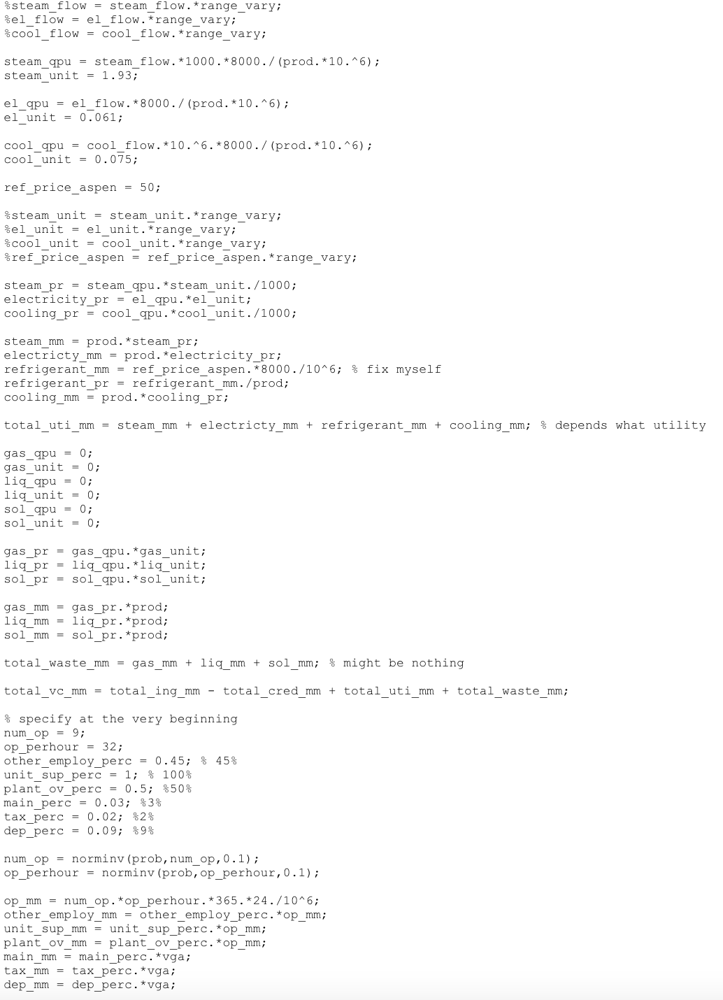 %steam_flow = steam_flow.*range_vary;
%el_flow = el_flow.*range_vary;
%cool_flow = cool_flow.*range_vary;
steam_qpu = steam_flow.*1000.*8000./(prod.*10.^6);
steam_unit = 1.93;
el_qpu = el_flow.*8000./(prod.*10.^6);
el_unit = 0.061;
cool_qpu = cool_flow.*10.^6.*8000./(prod.*10.^6);
cool_unit = 0.075;
ref_price_aspen = 50;
%steam_unit = steam_unit.*range_vary;
%el_unit = el_unit.*range_vary;
%cool_unit = cool_unit.*range_vary;
%ref_price_aspen = ref_price_aspen.*range_vary;
steam_pr = steam_qpu.*steam_unit./1000;
electricity_pr = el_qpu.*el_unit;
cooling_pr = cool_qpu.*cool_unit./1000;
steam_mm = prod.*steam_pr;
electricty_mm = prod.*electricity_pr;
refrigerant_mm = ref_price_aspen.*8000./10^6; % fix myself
refrigerant_pr = refrigerant_mm./prod;
cooling_mm = prod.*cooling_pr;
total_uti_mm = steam_mm + electricty_mm + refrigerant_mm + cooling_mm; % depends what utility
gas_qpu = 0;
gas_unit = 0;
liq_qpu = 0;
liq_unit = 0;
sol_qpu = 0;
sol_unit = 0;
gas_pr = gas_qpu.*gas_unit;
liq_pr = liq_qpu.*liq_unit;
sol_pr = sol_qpu.*sol_unit;
gas_mm = gas_pr.*prod;
liq_mm = liq_pr.*prod;
sol_mm = sol_pr.*prod;
total_waste_mm = gas_mm + liq_mm + sol_mm; % might be nothing
total_vc_mm = total_ing_mm - total_cred_mm + total_uti_mm + total_waste_mm;
% specify at the very beginning
num_op = 9;
op_perhour = 32;
other_employ_perc = 0.45; % 45%
unit_sup_perc = 1; % 100%
plant_ov_perc = 0.5; %50%
main_perc = 0.03; %3%
tax_perc = 0.02; %2%
dep_perc = 0.09; %9%
num_op = norminv(prob,num_op,0.1);
op_perhour = norminv(prob,op_perhour,0.1);
op_mm = num_op.*op_perhour.*365.*24./10^6;
other_employ_mm = other_employ_perc.*op_mm;
unit_sup_mm = unit_sup_perc.*op_mm;
plant_ov_mm = plant_ov_perc.*op_mm;
main_mm = main_perc.*vga;
tax_mm = tax_perc.*vga;
dep_mm = dep_perc.*vga;